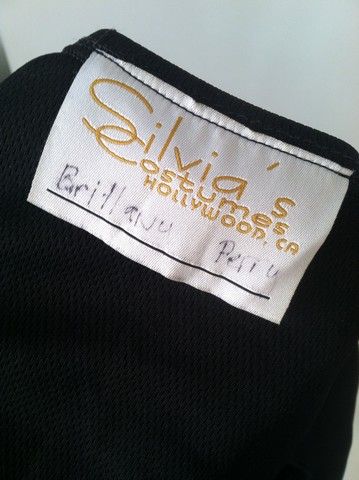 Silvia's
Costumes
HOLLYWOOD, CA
Brittany Perry